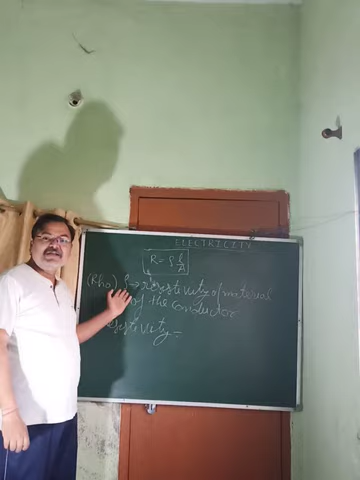 ELECTRICITY
R = ρ l/A
(Rho) ρ → resistivity of material
of the conductor
resistivity =